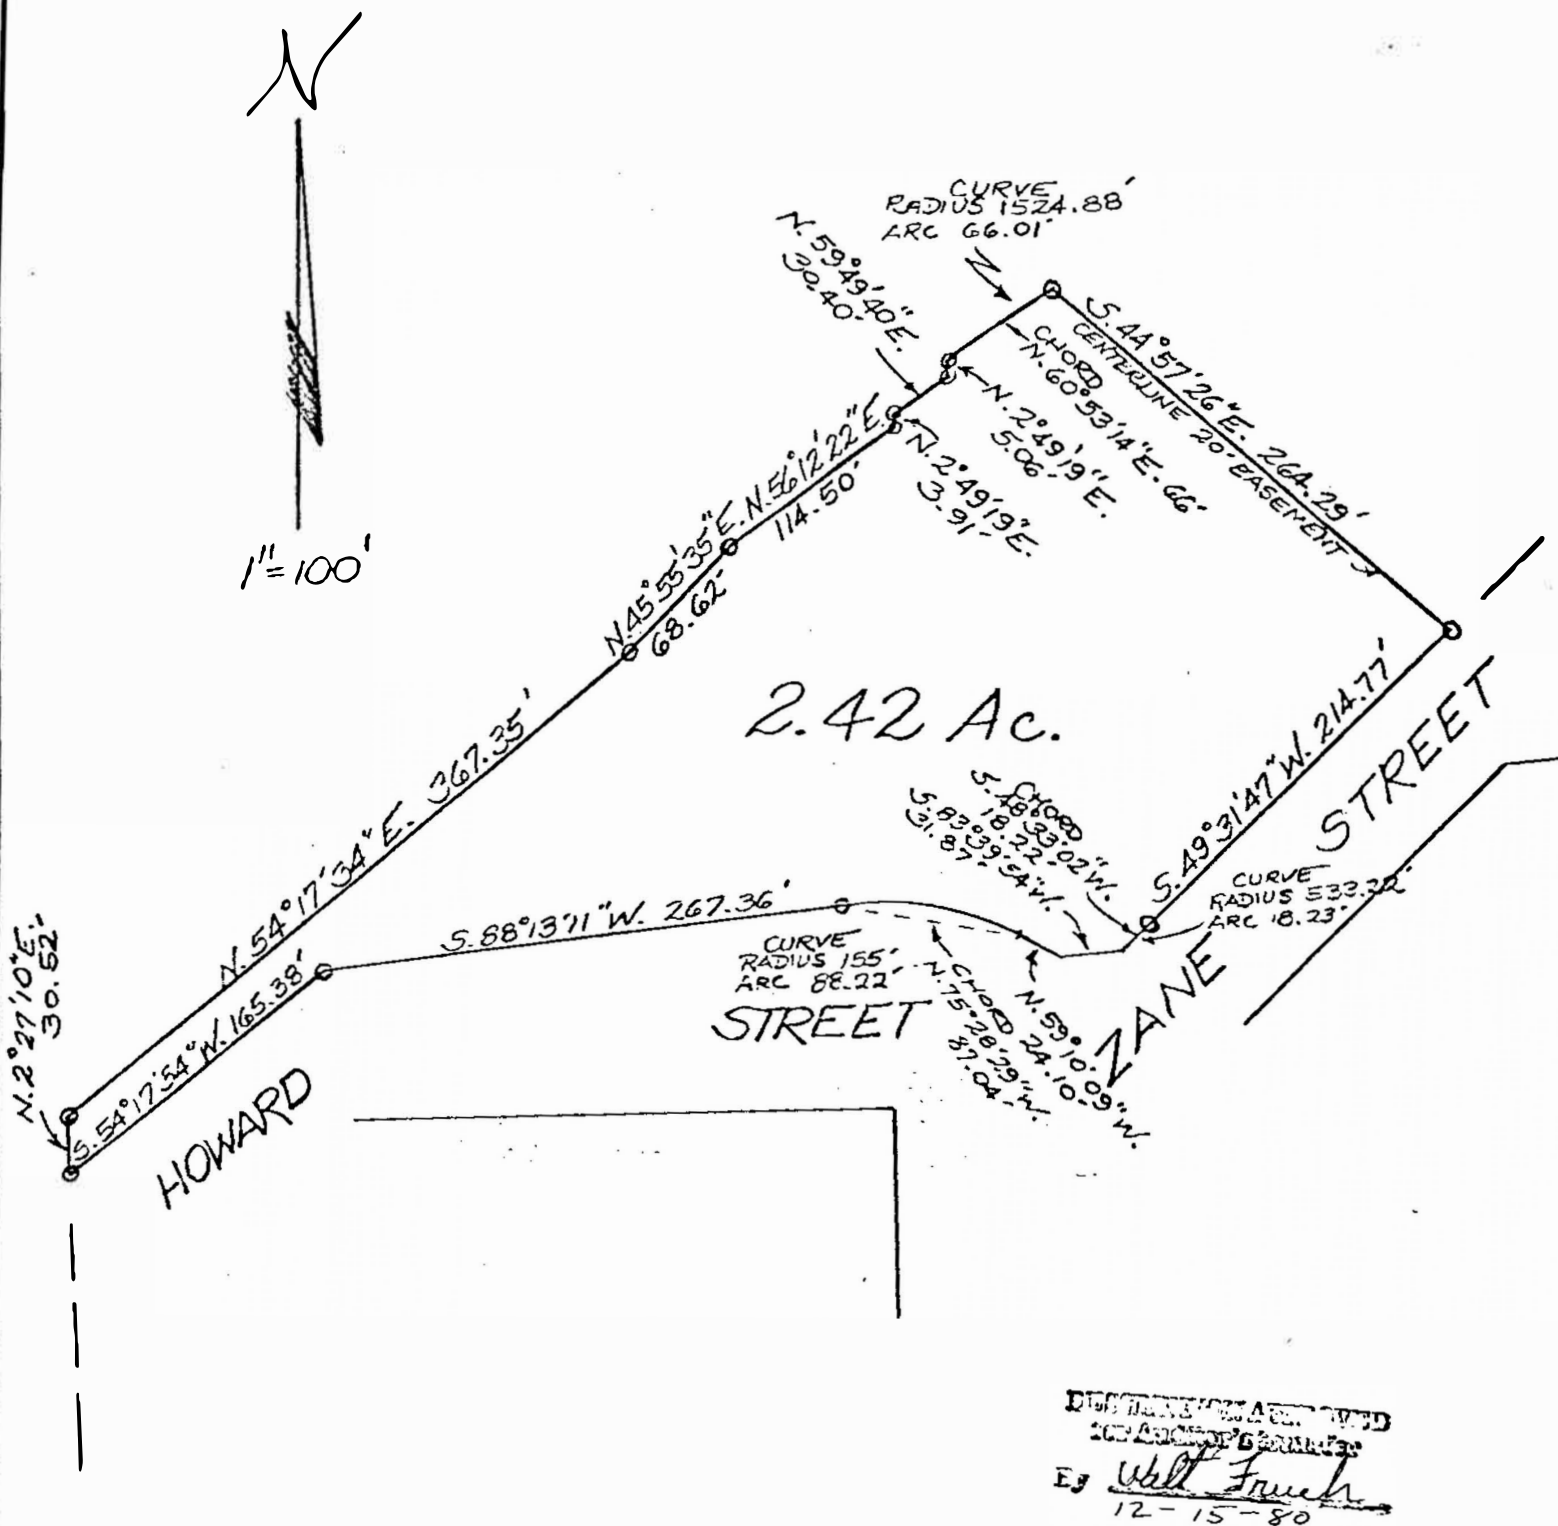 N
1"=100'
CURVE
RADIUS 1524.88'
ARC 66.01'
N. 59°49'40" E.
30.40'
S. 44°57'26" E. 264.29'
CENTERLINE 20' EASEMENT
CHORD
N. 60°53'14" E. 66'
N. 2°49'19" E.
5.06'
N. 2°49'19" E.
3.91'
N. 56°12'22" E.
114.50'
N. 45°55'35" E.
68.62'
N. 54°17'34" E. 367.35'
2.42 Ac.
S. 49°31'47" W. 214.77'
ZANE STREET
CHORD
S. 48°33'02" W.
18.22'
S. 83°39'54" W.
31.87'
CURVE
RADIUS
ARC 18.23'
S. 88°13'11" W. 267.36'
CURVE
RADIUS 155'
ARC 88.22'
CHORD
N. 75°28'29" W.
87.04'
N. 59°10'09" W.
24.10'
N. 2°27'10" E.
30.52'
S. 54°17'54" W. 165.38'
HOWARD STREET
By Walt
12-15-80